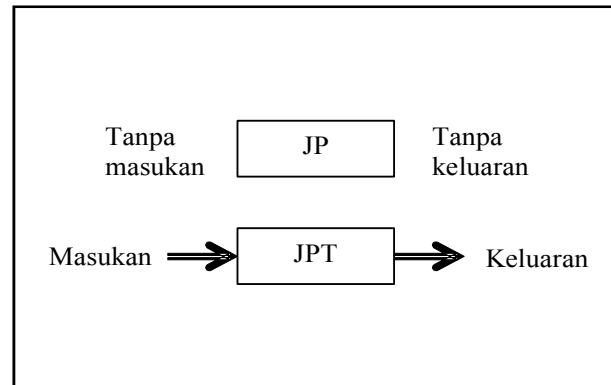 Tanpa
masukan
JP
Tanpa
keluaran
Masukan
JPT
Keluaran